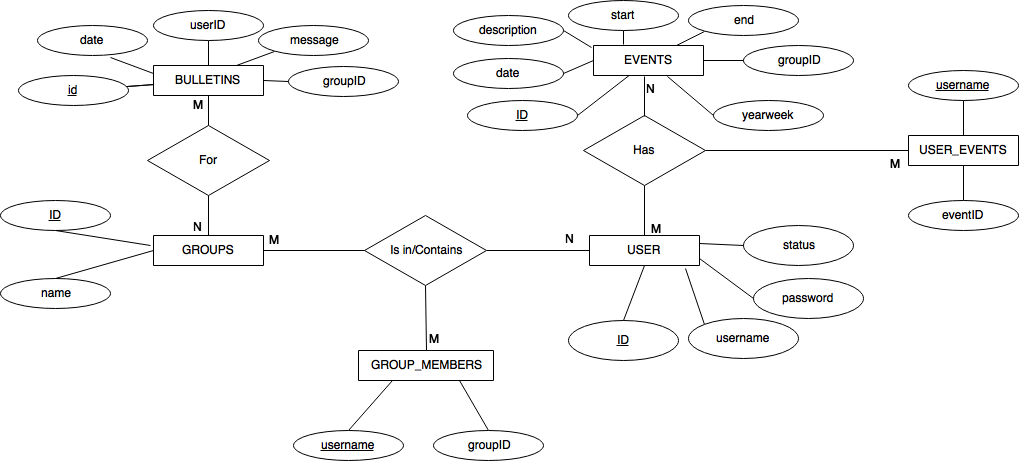 userID
start
end
description
date
message
EVENTS
groupID
date
BULLETINS
groupID
id
N
username
M
ID
yearweek
Has
USER_EVENTS
For
M
ID
eventID
N
M
M
GROUPS
Is in/Contains
N
USER
status
name
password
M
ID
username
GROUP_MEMBERS
username
groupID